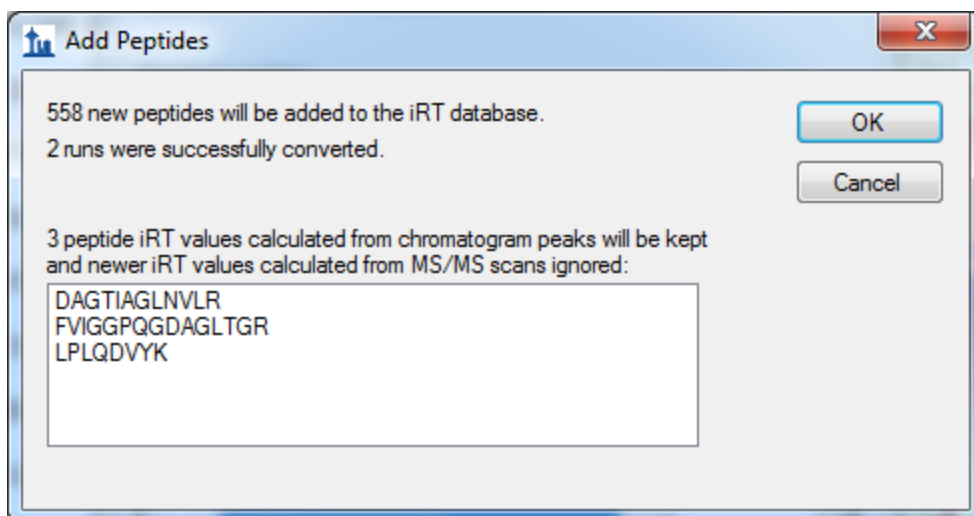 Add Peptides
558 new peptides will be added to the iRT database.
2 runs were successfully converted.
OK
Cancel
3 peptide iRT values calculated from chromatogram peaks will be kept
and newer iRT values calculated from MS/MS scans ignored:
DAGTIAGLNVLR
FVIGGPQGDAGLTGR
LPLQDVYK